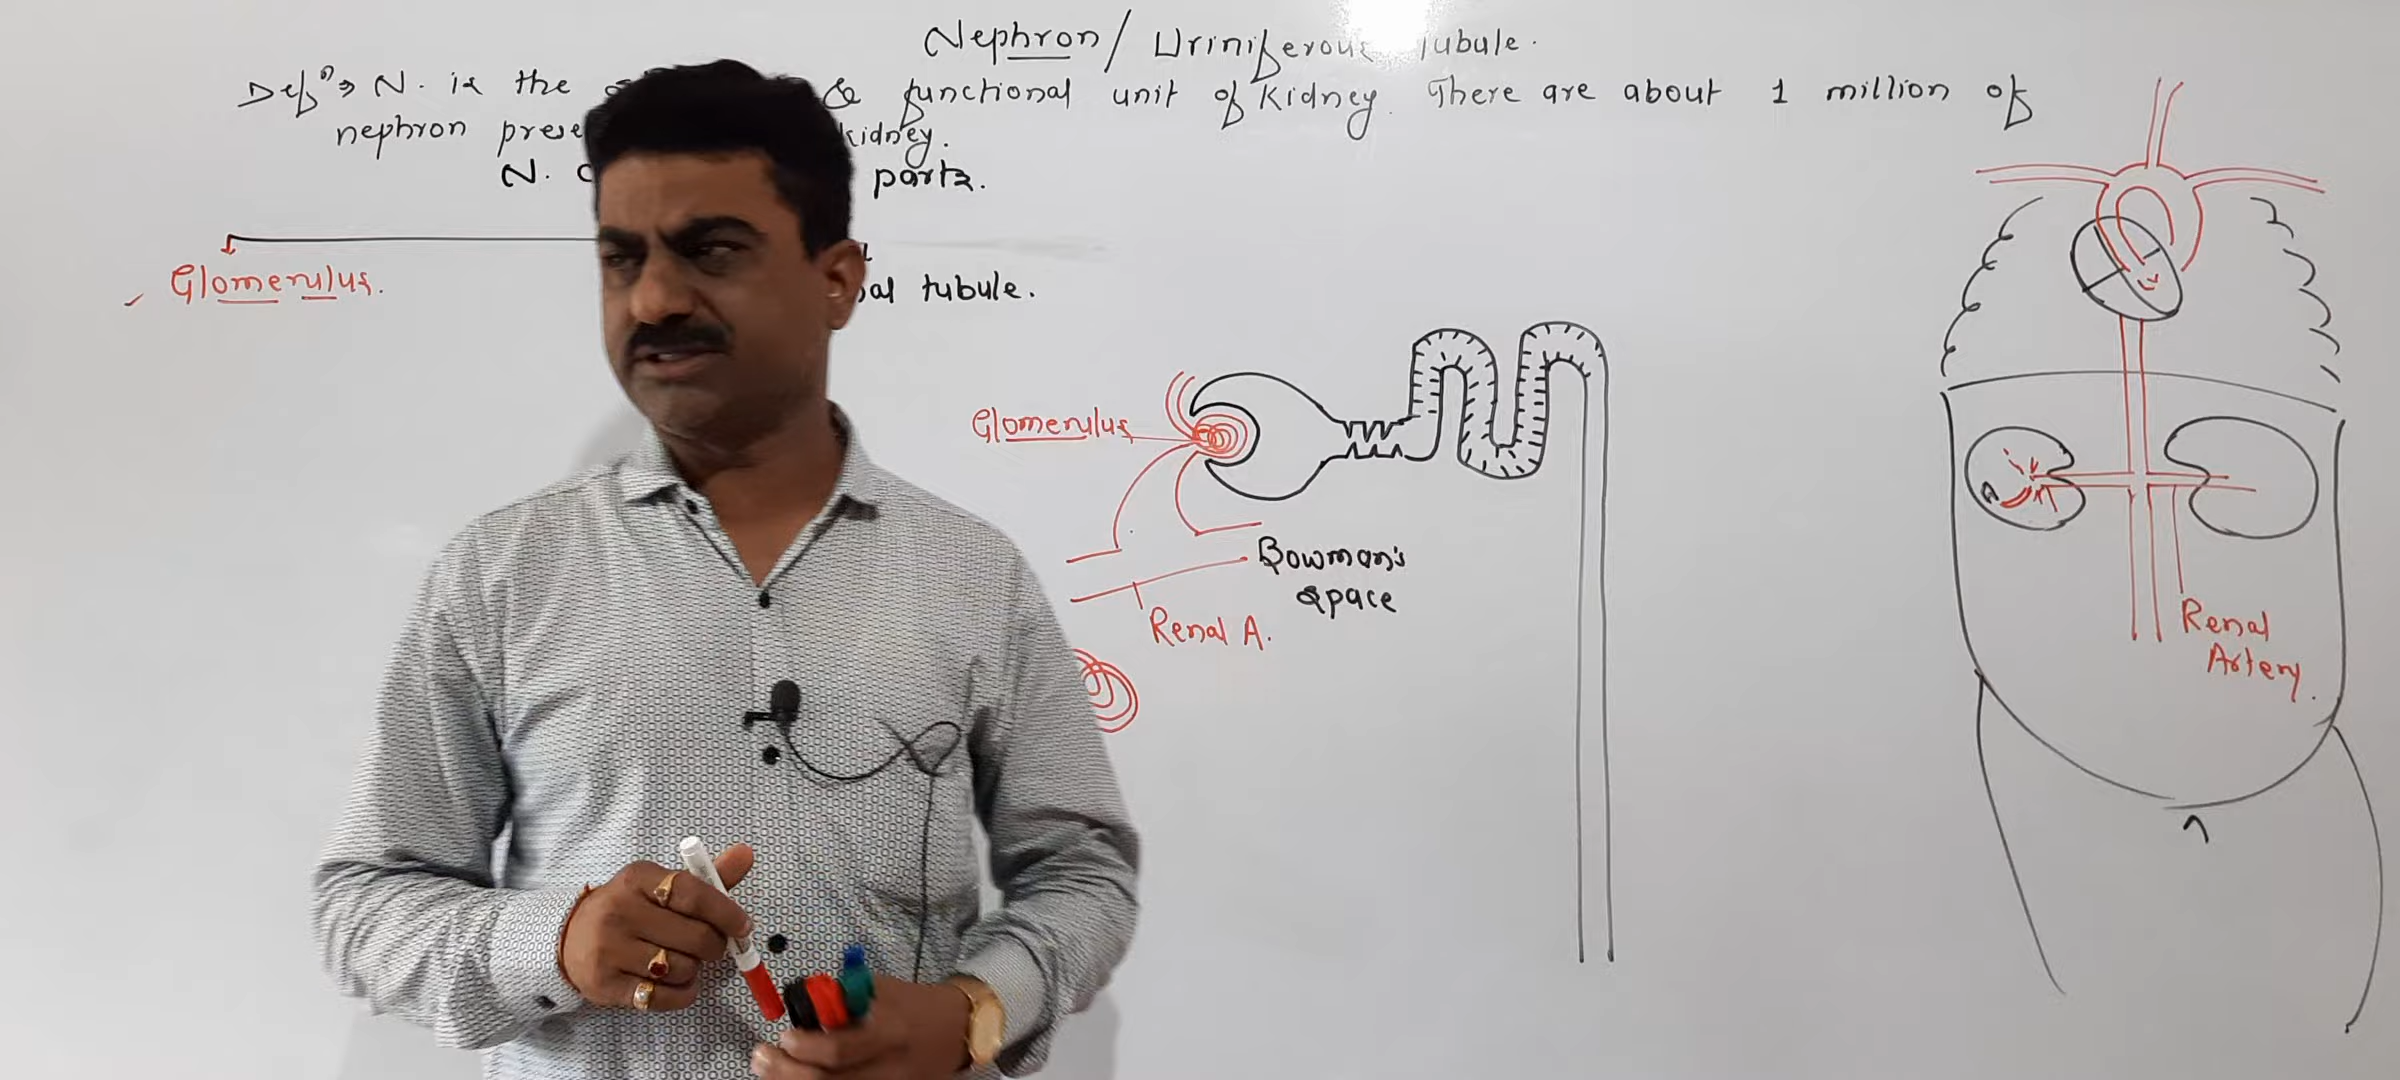 Nephron / Uriniferous Tubule.
Defⁿ → N. is the & functional unit of Kidney. There are about 1 million of
nephron kidney.
N. parts.
Glomerulus.
tubule.
Glomerulus
Bowman's
space
Renal A.
Renal
Artery.